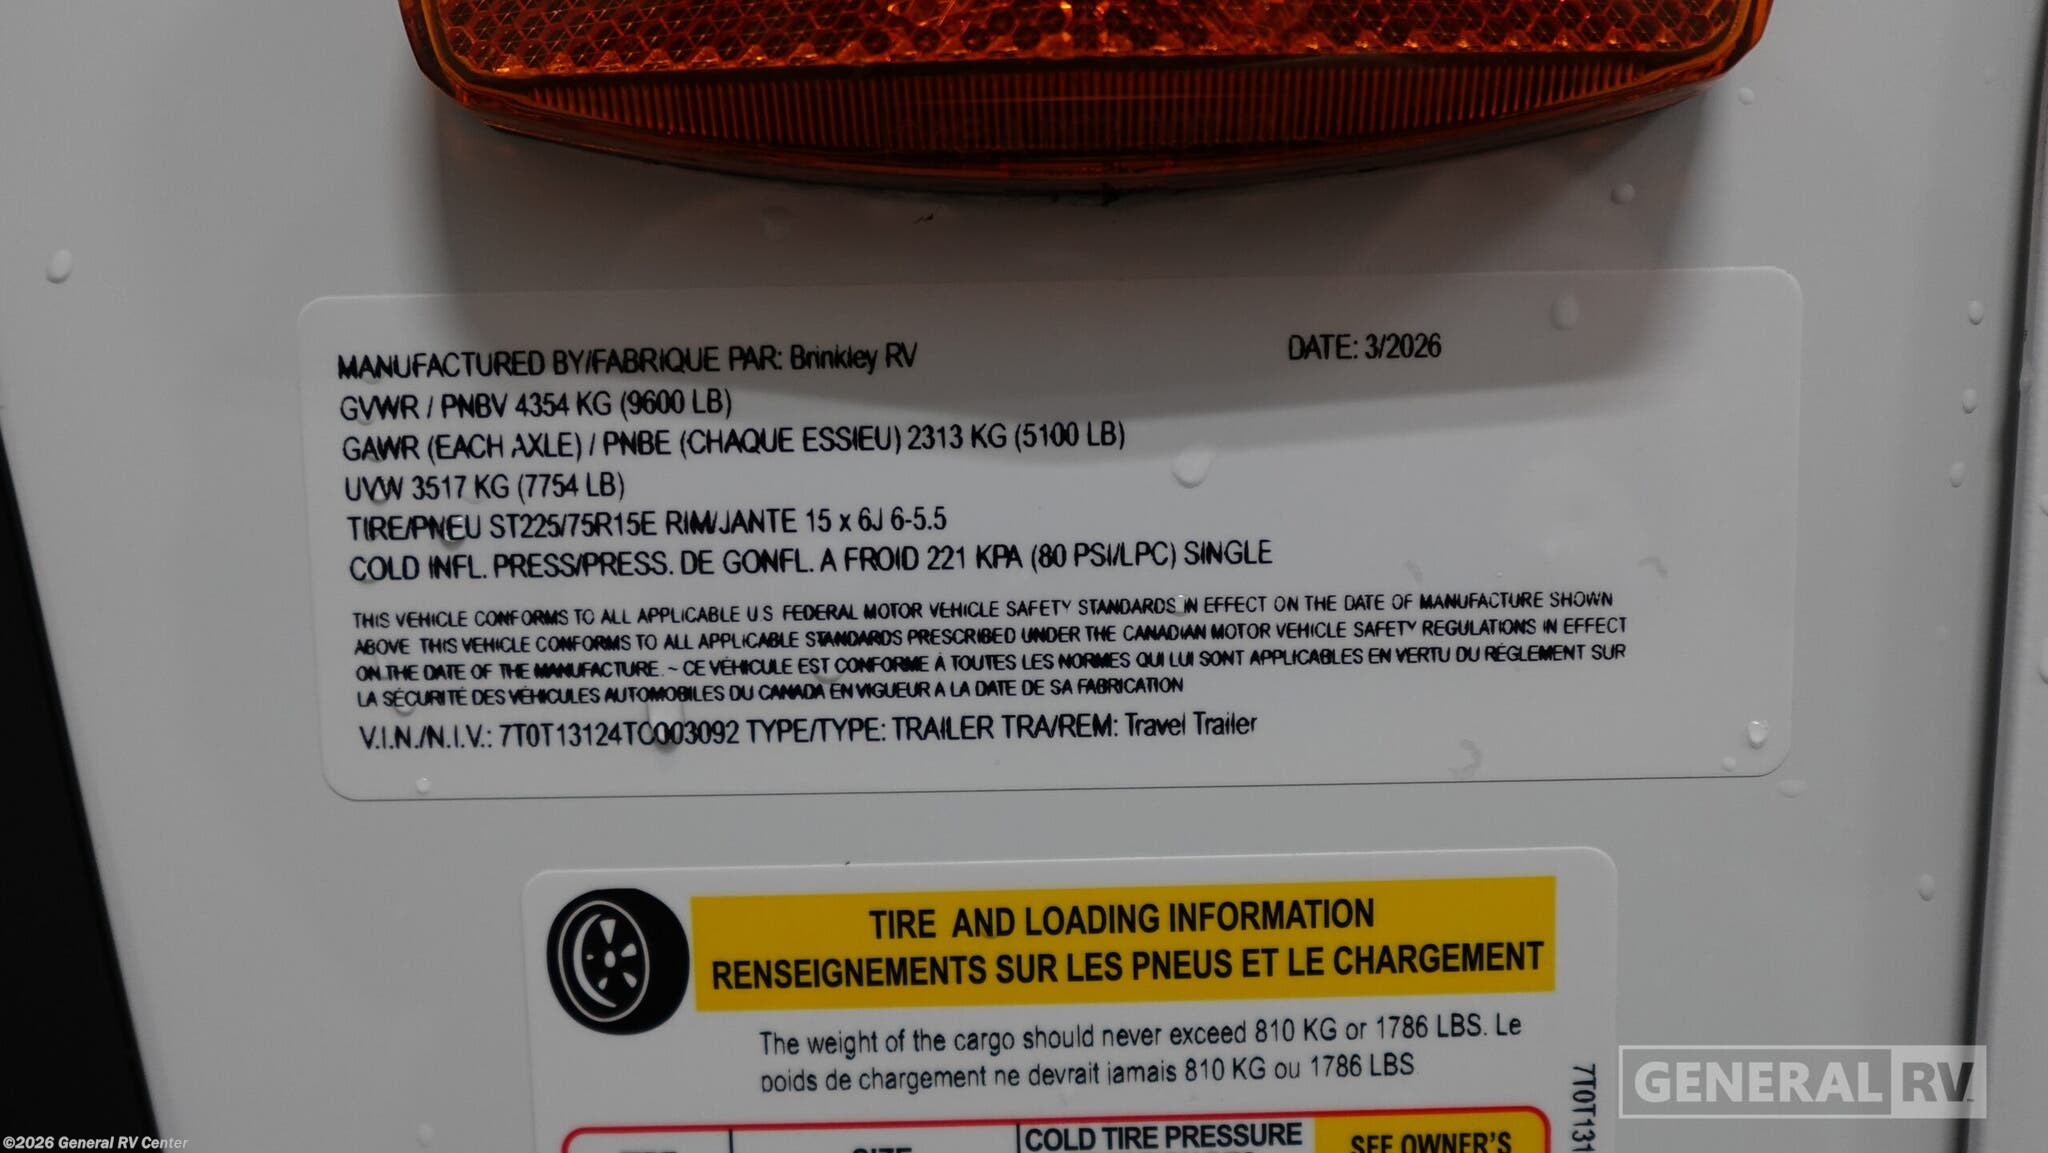 MANUFACTURED BY/FABRIQUE PAR: Brinkley RV DATE: 3/2026
GVWR / PNBV 4354 KG (9600 LB)
GAWR (EACH AXLE) / PNBE (CHAQUE ESSIEU) 2313 KG (5100 LB)
UVW 3517 KG (7754 LB)
TIRE/PNEU ST225/75R15E RIM/JANTE 15 x 6J 6-5.5
COLD INFL. PRESS/PRESS. DE GONFL. A FROID 221 KPA (80 PSI/LPC) SINGLE
THIS VEHICLE CONFORMS TO ALL APPLICABLE U.S. FEDERAL MOTOR VEHICLE SAFETY STANDARDS IN EFFECT ON THE DATE OF MANUFACTURE SHOWN
ABOVE THIS VEHICLE CONFORMS TO ALL APPLICABLE STANDARDS PRESCRIBED UNDER THE CANADIAN MOTOR VEHICLE SAFETY REGULATIONS IN EFFECT
ON THE DATE OF THE MANUFACTURE. ~ CE VÉHICULE EST CONFORME À TOUTES LES NORMES QUI LUI SONT APPLICABLES EN VERTU DU RÈGLEMENT SUR
LA SÉCURITÉ DES VÉHICULES AUTOMOBILES DU CANADA EN VIGUEUR A LA DATE DE SA FABRICATION
V.I.N./N.I.V.: 7T0T13124TC003092 TYPE/TYPE: TRAILER TRA/REM: Travel Trailer
TIRE AND LOADING INFORMATION
RENSEIGNEMENTS SUR LES PNEUS ET LE CHARGEMENT
The weight of the cargo should never exceed 810 KG or 1786 LBS. Le
poids de chargement ne devrait jamais 810 KG ou 1786 LBS
COLD TIRE PRESSURE
SEE OWNER'S
SIZE
7T0T131
GENERAL RV
©2026 General RV Center